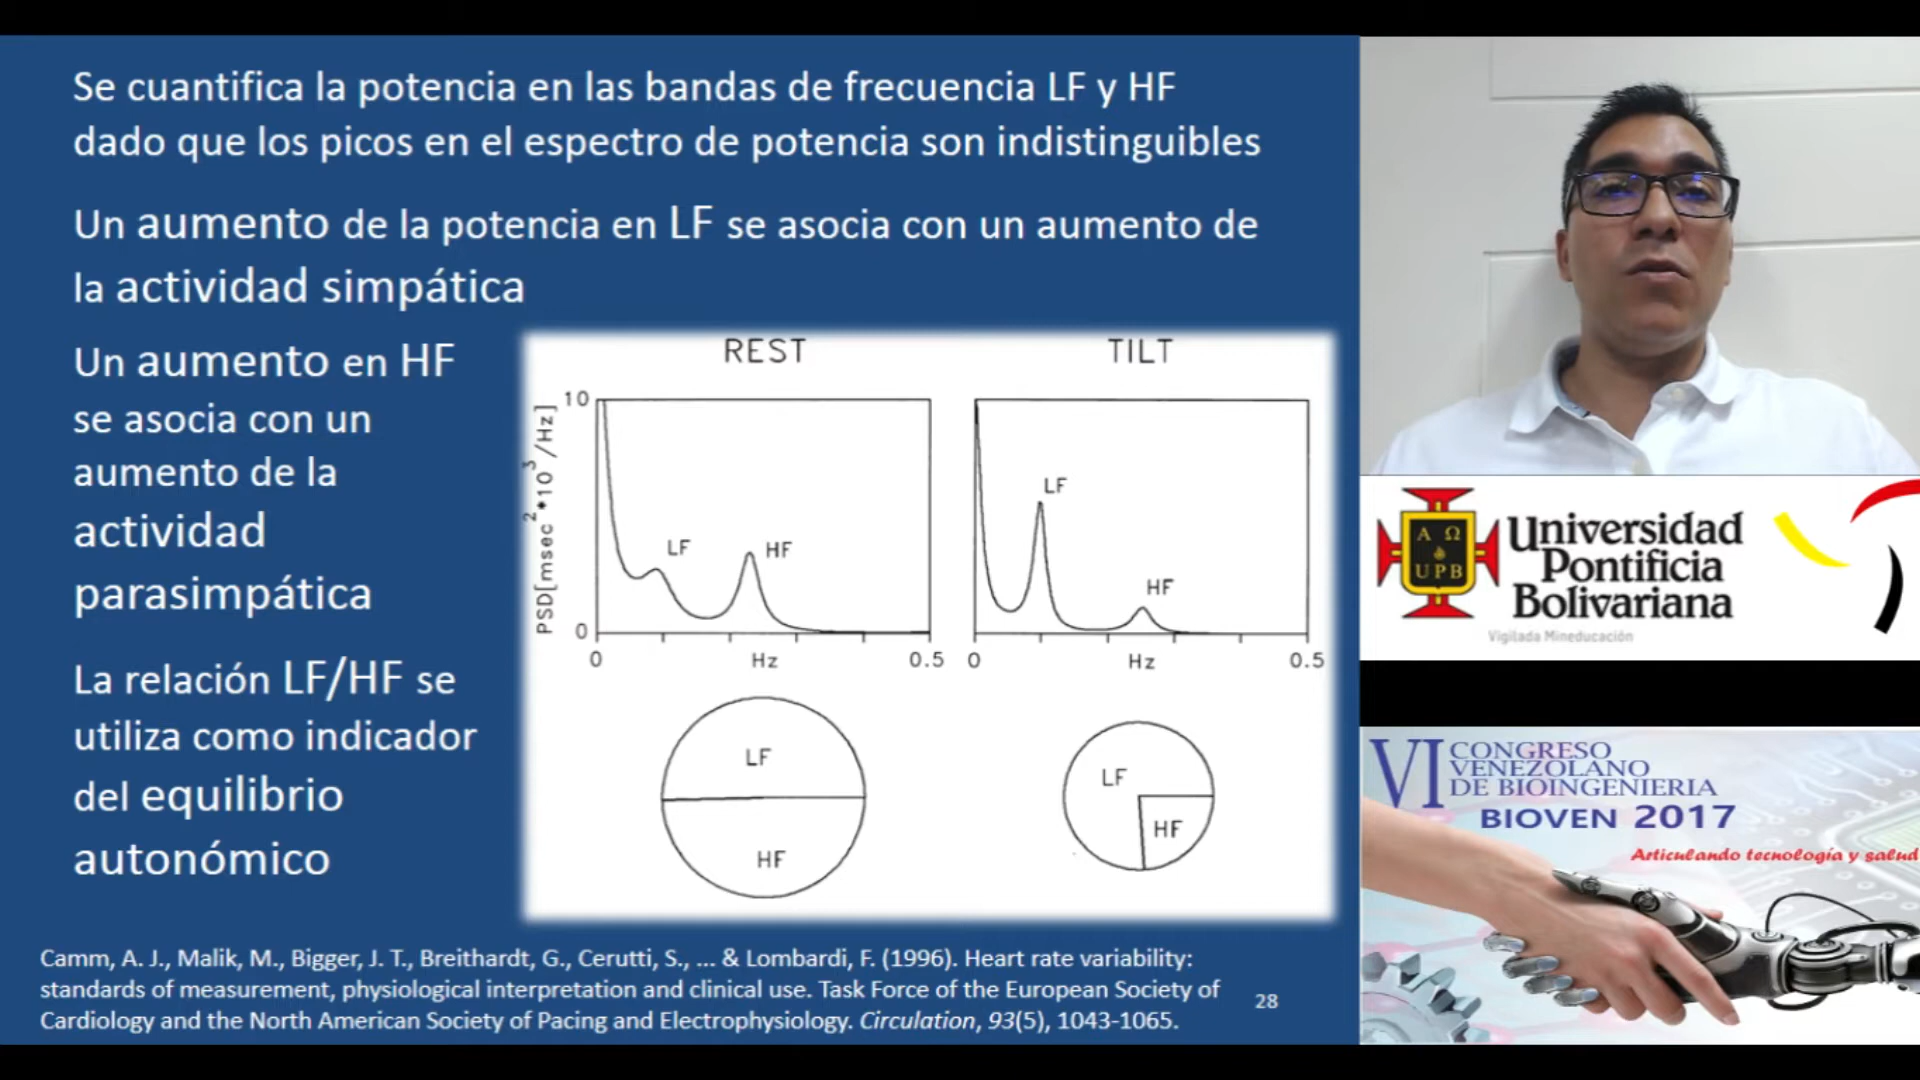 Se cuantifica la potencia en las bandas de frecuencia LF y HF
dado que los picos en el espectro de potencia son indistinguibles
Un aumento de la potencia en LF se asocia con un aumento de
la actividad simpática
Un aumento en HF
se asocia con un
aumento de la
actividad
parasimpática
La relación LF/HF se
utiliza como indicador
del equilibrio
autonómico
REST
TILT
PSD[msec²*10³/Hz]
10
0
LF
HF
0
Hz
0.5
LF
HF
0
Hz
0.5
LF
HF
LF
HF
Camm, A. J., Malik, M., Bigger, J. T., Breithardt, G., Cerutti, S., ... & Lombardi, F. (1996). Heart rate variability:
standards of measurement, physiological interpretation and clinical use. Task Force of the European Society of
Cardiology and the North American Society of Pacing and Electrophysiology. Circulation, 93(5), 1043-1065.
28
A Ω
UPB
Universidad
Pontificia
Bolivariana
Vigilada Mineducación
VI CONGRESO
VENEZOLANO
DE BIOINGENIERIA
BIOVEN 2017
Articulando tecnología y salud